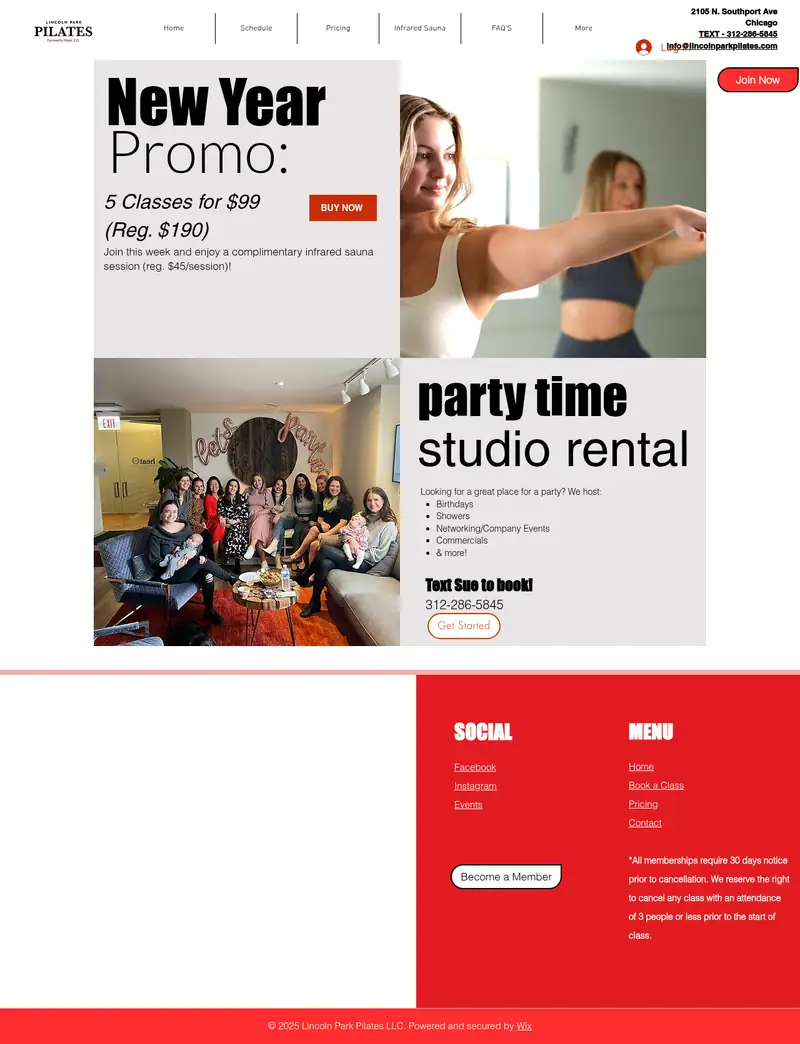 LINCOLN PARK
PILATES
Home
Schedule
Pricing
Infrared Sauna
FAQ'S
More
2105 N. Southport Ave
Chicago
TEXT - 312-286-5845
info@lincolnparkpilates.com
Join Now
New Year
Promo:
5 Classes for $99
(Reg. $190)
BUY NOW
Join this week and enjoy a complimentary infrared sauna
session (reg. $45/session)!
EXIT
let's
party time
studio rental
Looking for a great place for a party? We host:
Birthdays
Showers
Networking/Company Events
Commercials
& more!
Text Sue to book!
312-286-5845
Get Started
SOCIAL
Facebook
Instagram
Events
Become a Member
MENU
Home
Book a Class
Pricing
Contact
*All memberships require 30 days notice
prior to cancellation. We reserve the right
to cancel any class with an attendance
of 3 people or less prior to the start of
class.
© 2025 Lincoln Park Pilates LLC. Powered and secured by Wix